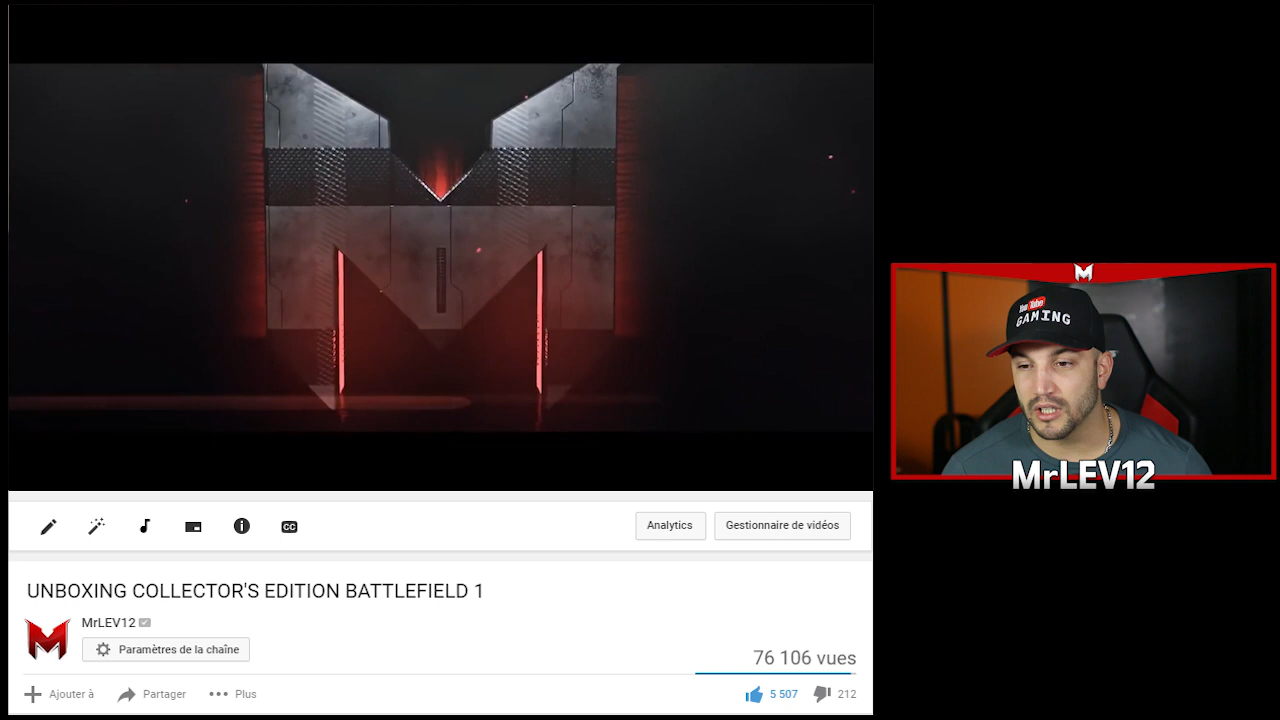 YouTube
GAMING
MrLEV12
CC
Analytics
Gestionnaire de vidéos
UNBOXING COLLECTOR'S EDITION BATTLEFIELD 1
MrLEV12
Paramètres de la chaîne
76 106 vues
Ajouter à
Partager
Plus
5 507
212